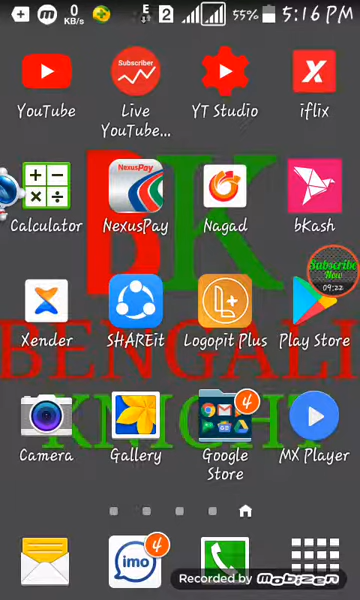 0
KB/s
E
2
55%
5:16 PM
Subscriber
YouTube
Live
YouTube...
YT Studio
iflix
NexusPay
Calculator
NexusPay
Nagad
bKash
BK
Subscribe
Now
09:22
L+
Xender
SHAREit
Logopit Plus
Play Store
BENGALI
4
Camera
Gallery
Google
Store
MX Player
KNIGHT
4
imo
Recorded by Mobizen